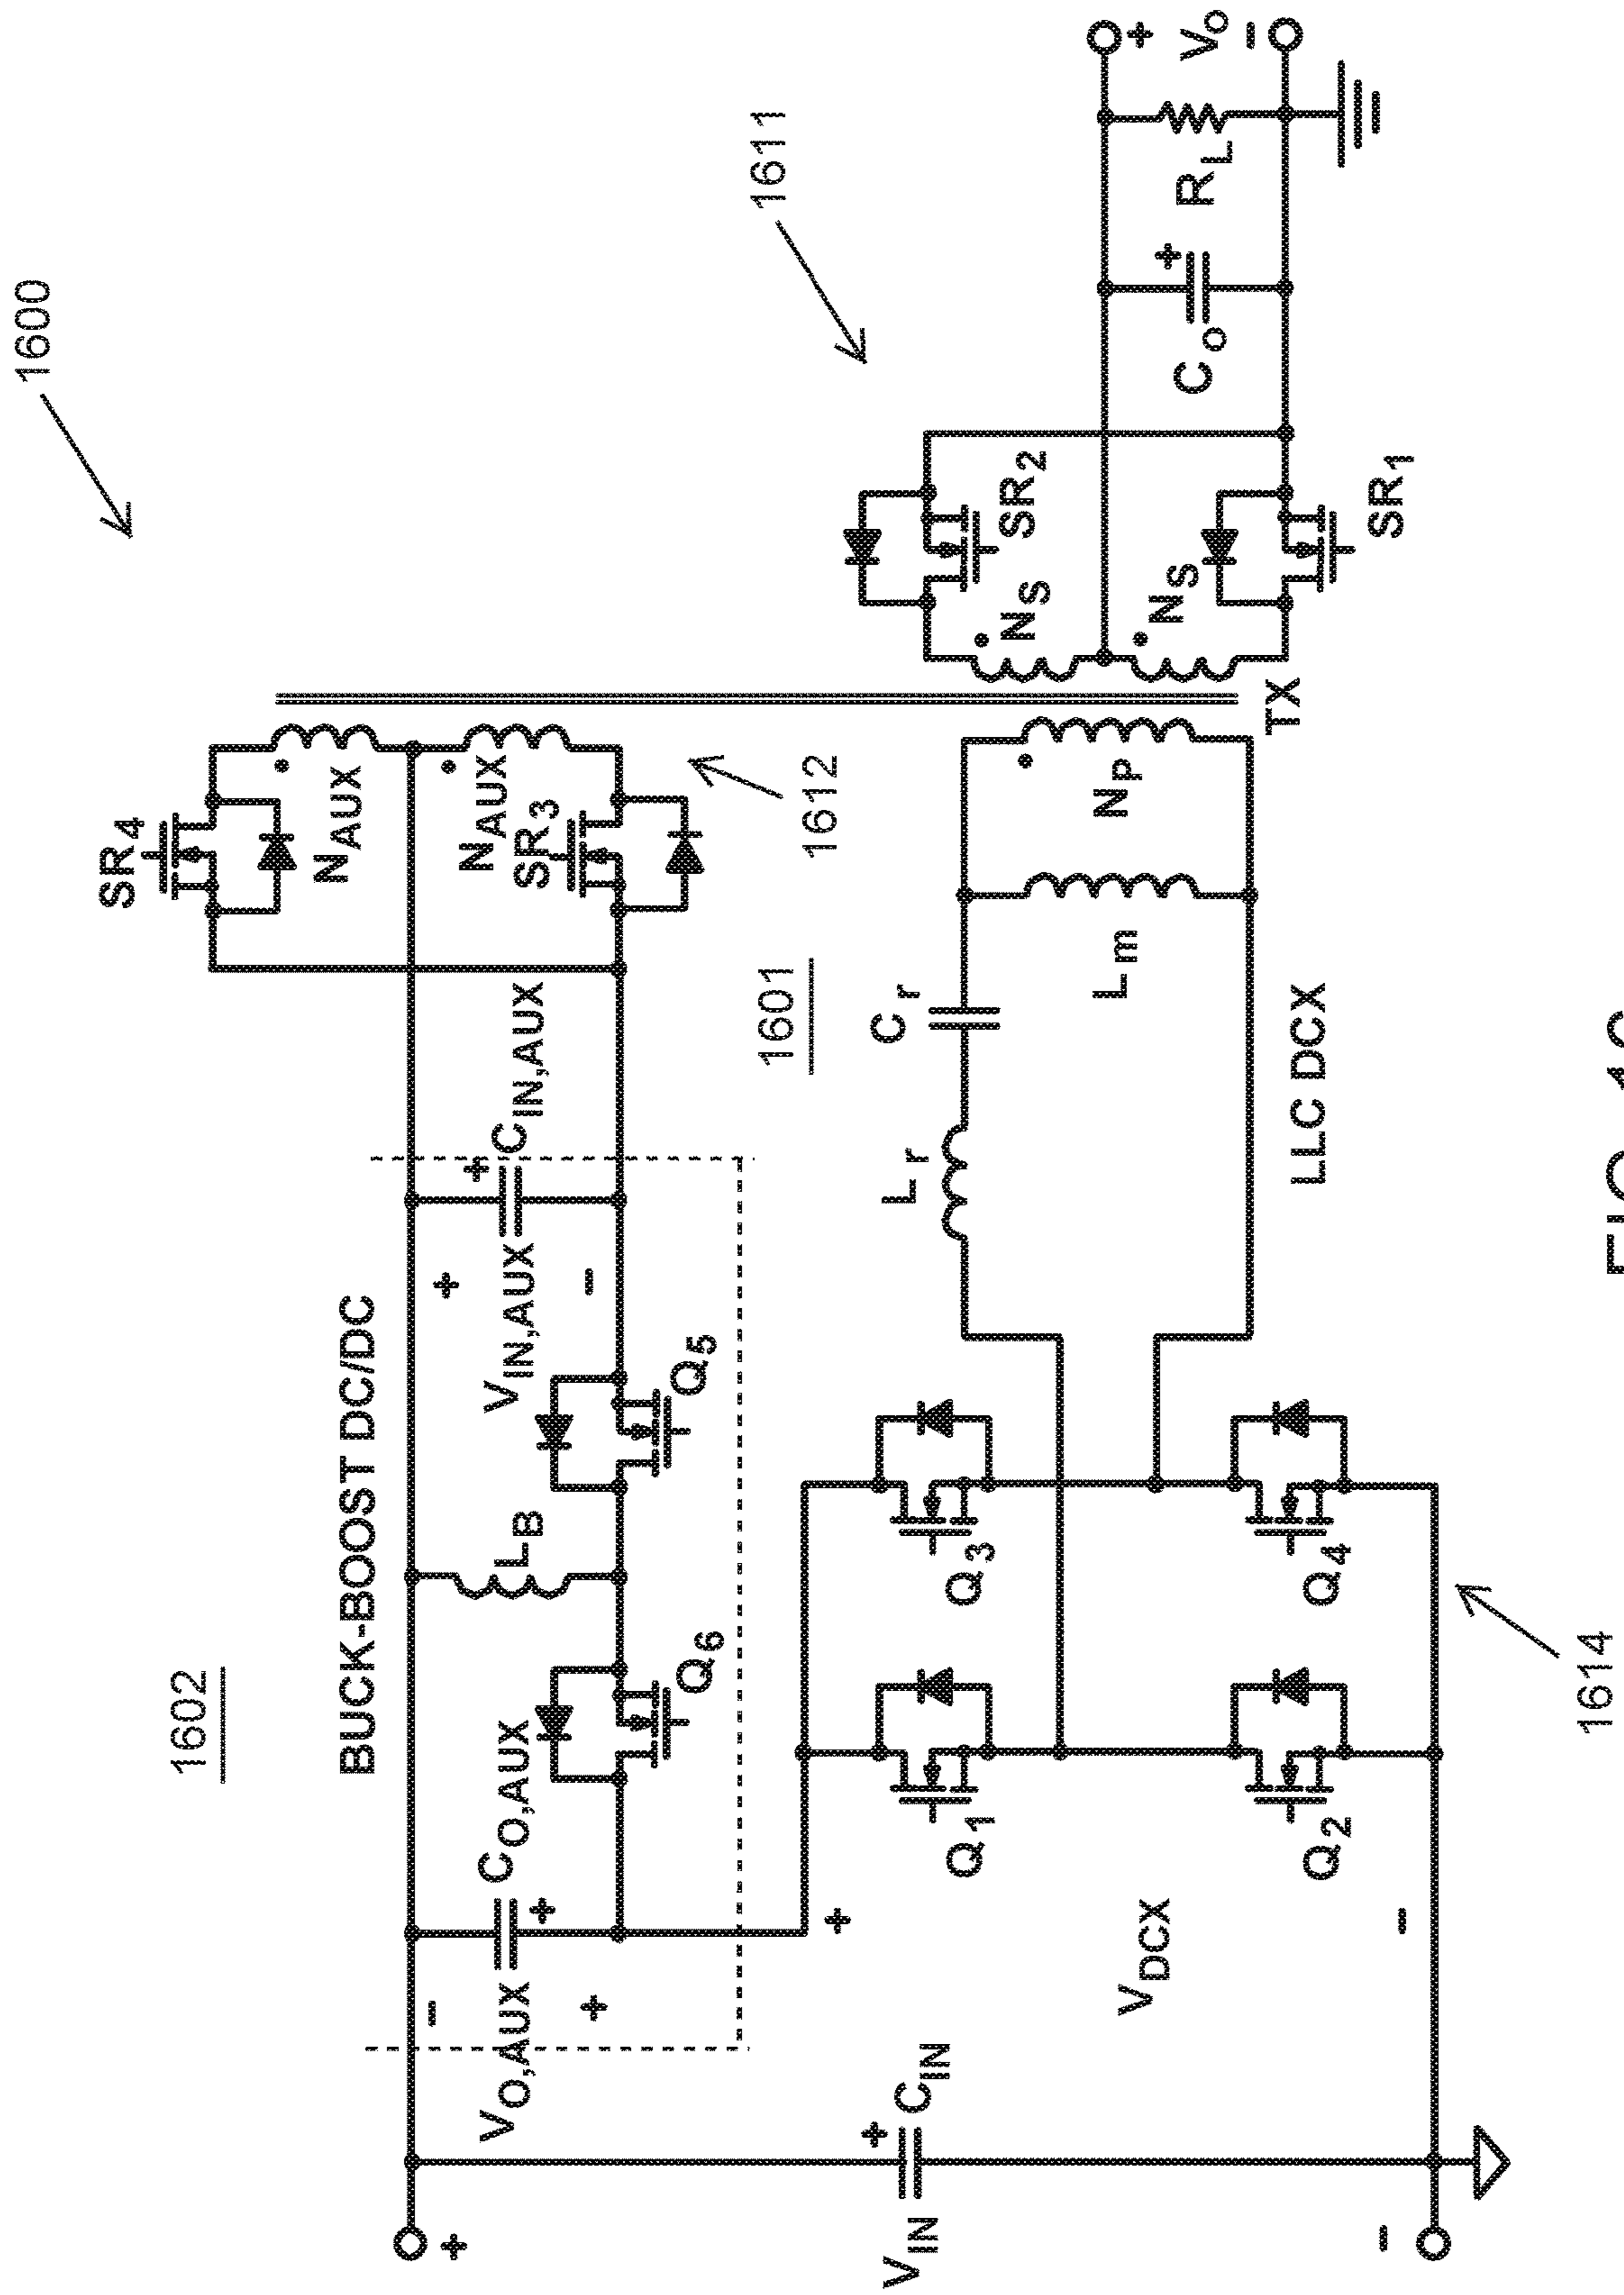 1600
1602
BUCK-BOOST DC/DC
SR4
NAUX
NAUX
SR3
1612
CIN,AUX
+
VIN,AUX
+
-
Q5
LB
Q6
CO,AUX
+
VO,AUX
-
+
+
-
VIN
+
CIN
VDCX
+
-
Q1
Q2
Q3
Q4
1614
1601
Lr
Cr
Lm
NP
LLC DCX
TX
1611
NS
NS
SR2
SR1
CO
+
RL
+
VO
-